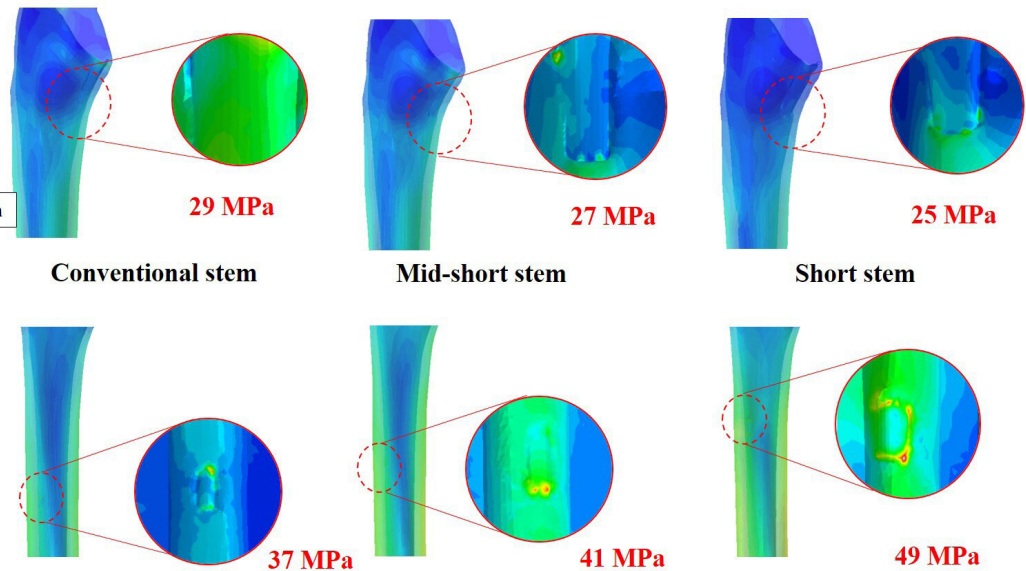 29 MPa
27 MPa
25 MPa
Conventional stem
Mid-short stem
Short stem
37 MPa
41 MPa
49 MPa